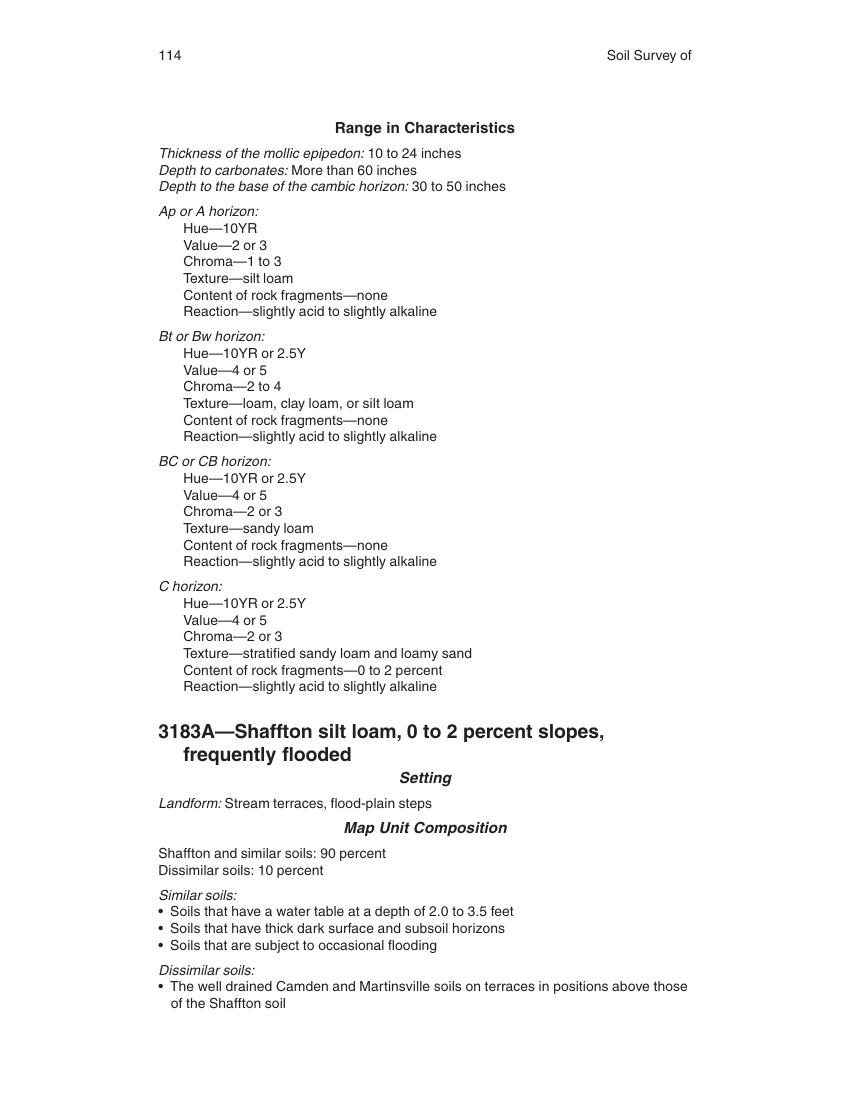 114
Soil Survey of
Range in Characteristics
Thickness of the mollic epipedon: 10 to 24 inches
Depth to carbonates: More than 60 inches
Depth to the base of the cambic horizon: 30 to 50 inches
Ap or A horizon:
Hue—10YR
Value—2 or 3
Chroma—1 to 3
Texture—silt loam
Content of rock fragments—none
Reaction—slightly acid to slightly alkaline
Bt or Bw horizon:
Hue—10YR or 2.5Y
Value—4 or 5
Chroma—2 to 4
Texture—loam, clay loam, or silt loam
Content of rock fragments—none
Reaction—slightly acid to slightly alkaline
BC or CB horizon:
Hue—10YR or 2.5Y
Value—4 or 5
Chroma—2 or 3
Texture—sandy loam
Content of rock fragments—none
Reaction—slightly acid to slightly alkaline
C horizon:
Hue—10YR or 2.5Y
Value—4 or 5
Chroma—2 or 3
Texture—stratified sandy loam and loamy sand
Content of rock fragments—0 to 2 percent
Reaction—slightly acid to slightly alkaline
3183A—Shaffton silt loam, 0 to 2 percent slopes,
frequently flooded
Setting
Landform: Stream terraces, flood-plain steps
Map Unit Composition
Shaffton and similar soils: 90 percent
Dissimilar soils: 10 percent
Similar soils:
• Soils that have a water table at a depth of 2.0 to 3.5 feet
• Soils that have thick dark surface and subsoil horizons
• Soils that are subject to occasional flooding
Dissimilar soils:
• The well drained Camden and Martinsville soils on terraces in positions above those
of the Shaffton soil